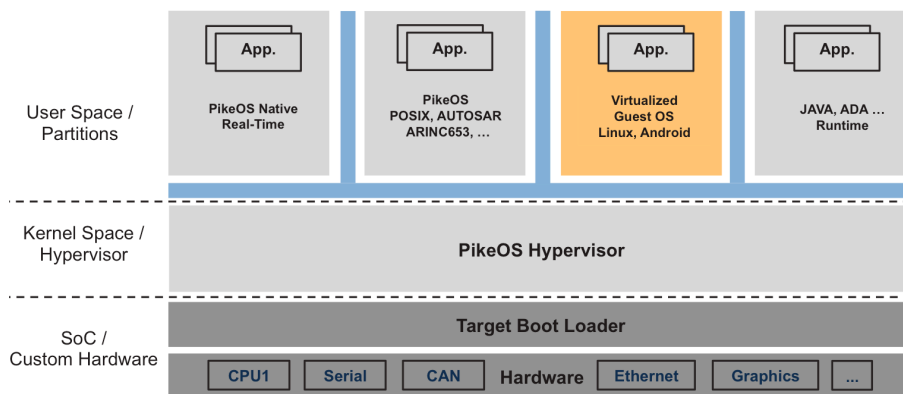 App.
App.
App.
App.
User Space /
Partitions
PikeOS Native
Real-Time
PikeOS
POSIX, AUTOSAR
ARINC653, ...
Virtualized
Guest OS
Linux, Android
JAVA, ADA ...
Runtime
Kernel Space /
Hypervisor
PikeOS Hypervisor
SoC /
Custom Hardware
Target Boot Loader
CPU1
Serial
CAN
Hardware
Ethernet
Graphics
...